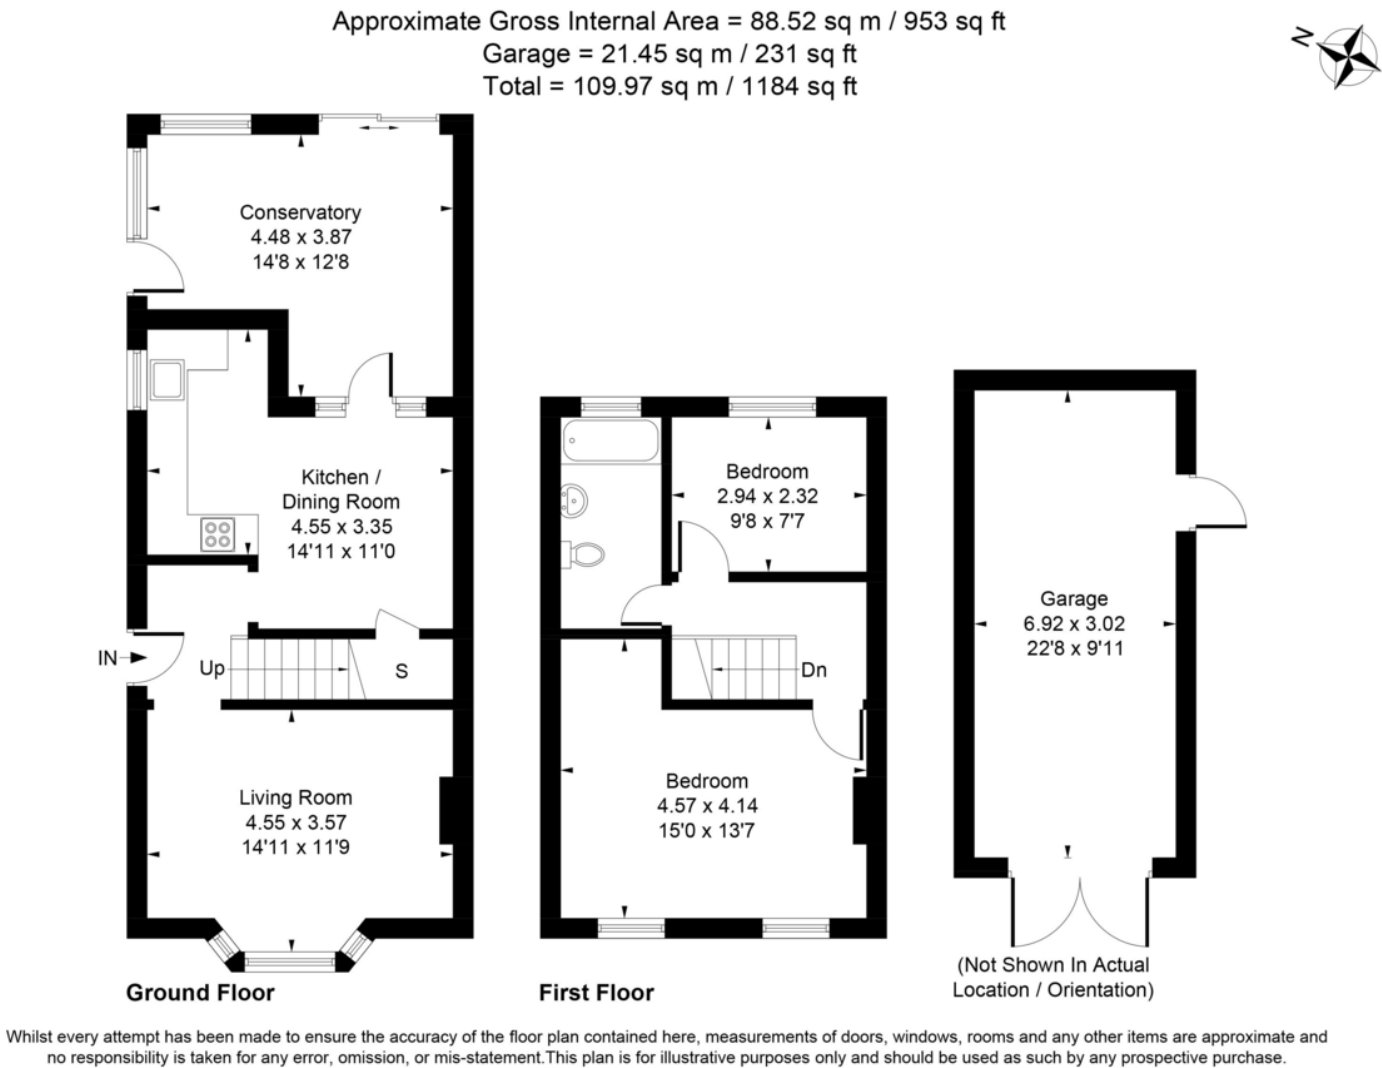 Approximate Gross Internal Area = 88.52 sq m / 953 sq ft
Garage = 21.45 sq m / 231 sq ft
Total = 109.97 sq m / 1184 sq ft
N
Conservatory
4.48 x 3.87
14'8 x 12'8
Kitchen /
Dining Room
4.55 x 3.35
14'11 x 11'0
IN
Up
S
Living Room
4.55 x 3.57
14'11 x 11'9
Ground Floor
Bedroom
2.94 x 2.32
9'8 x 7'7
Dn
Bedroom
4.57 x 4.14
15'0 x 13'7
First Floor
Garage
6.92 x 3.02
22'8 x 9'11
(Not Shown In Actual
Location / Orientation)
Whilst every attempt has been made to ensure the accuracy of the floor plan contained here, measurements of doors, windows, rooms and any other items are approximate and
no responsibility is taken for any error, omission, or mis-statement.This plan is for illustrative purposes only and should be used as such by any prospective purchase.